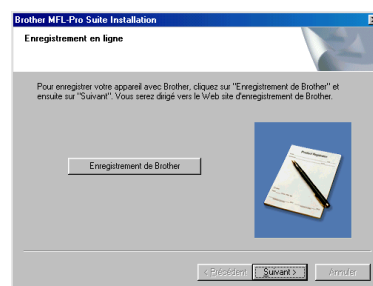 Brother MFL-Pro Suite Installation
Enregistrement en ligne
Pour enregistrer votre appareil avec Brother, cliquez sur "Enregistrement de Brother" et
ensuite sur "Suivant". Vous serez dirigé vers le Web site d'enregistrement de Brother.
Product Registration
Enregistrement de Brother
< Précédent Suivant > Annuler